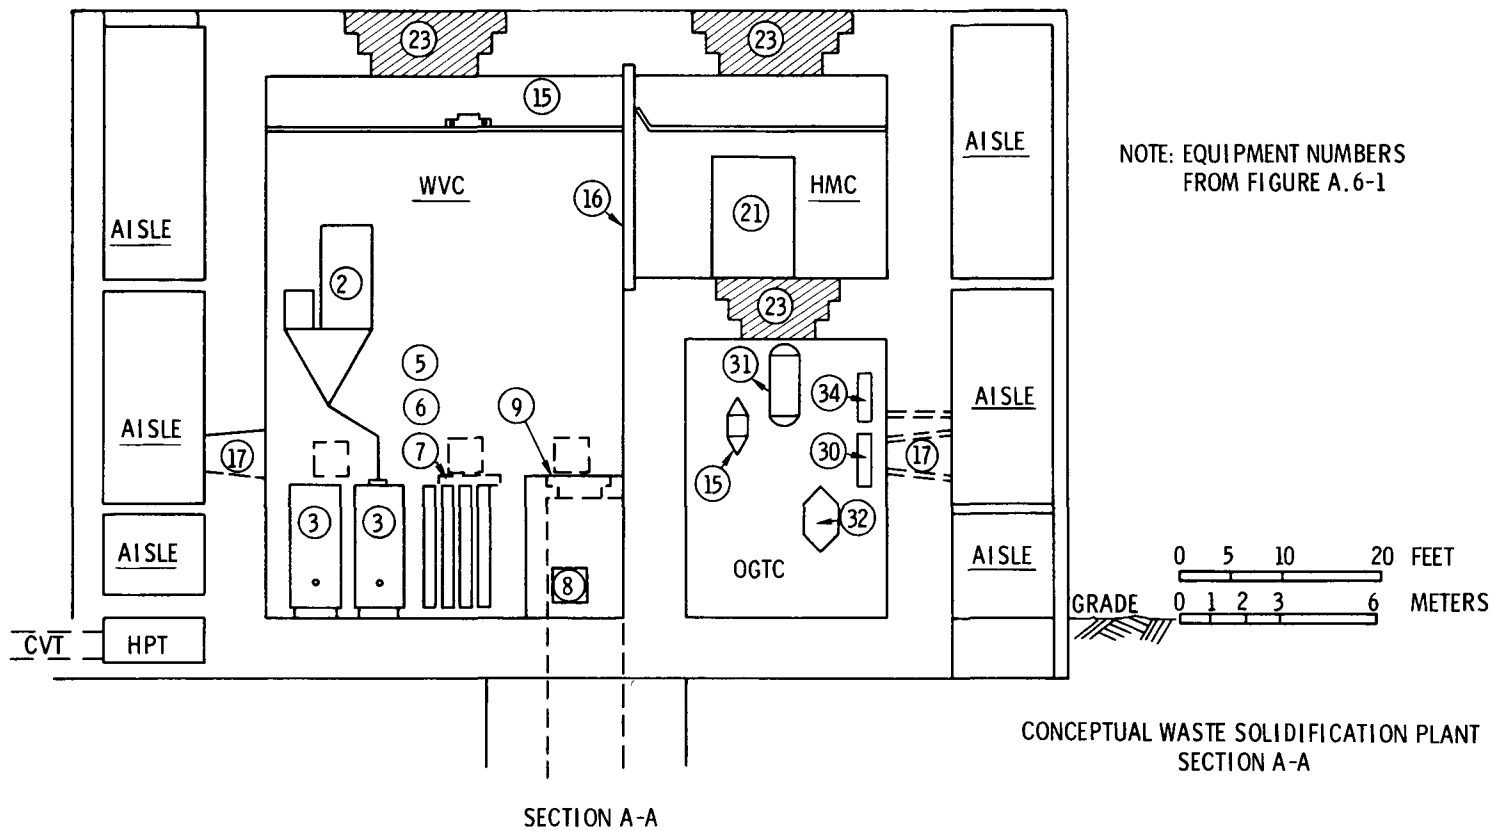 23
23
15
AISLE
NOTE: EQUIPMENT NUMBERS
FROM FIGURE A.6-1
WVC
HMC
16
21
AISLE
2
23
5
31
34
6
9
AISLE
AISLE
17
7
30
17
15
3
3
32
AISLE
OGTC
AISLE
8
0 5 10 20 FEET
GRADE
0 1 2 3 6 METERS
CVT
HPT
CONCEPTUAL WASTE SOLIDIFICATION PLANT
SECTION A-A
SECTION A-A